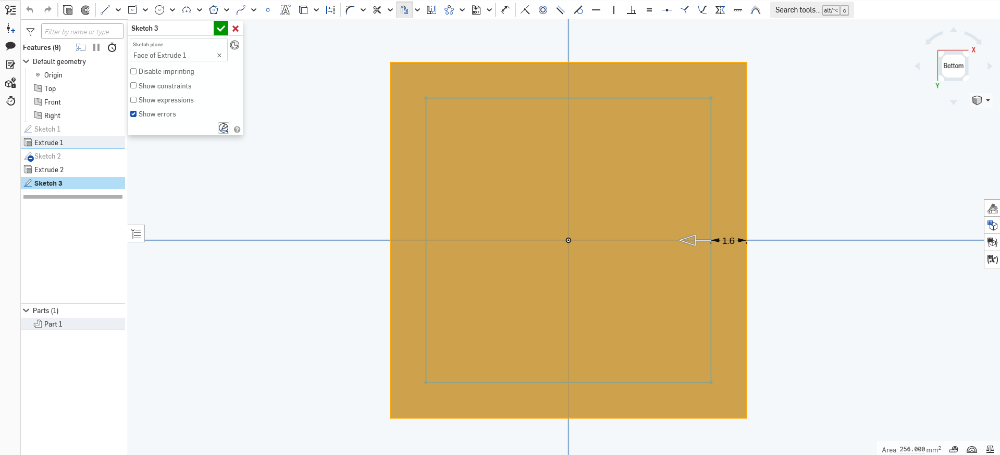 Search tools... alt/⌥ c
Sketch 3
Filter by name or type
Sketch plane
Face of Extrude 1
Features (9)
Default geometry
Disable imprinting
Origin
Show constraints
Top
Show expressions
Front
Show errors
Right
Sketch 1
Extrude 1
Sketch 2
Extrude 2
Sketch 3
X
Bottom
Y
DXF
1.6
(x)
Parts (1)
Part 1
Area: 256.000 mm²